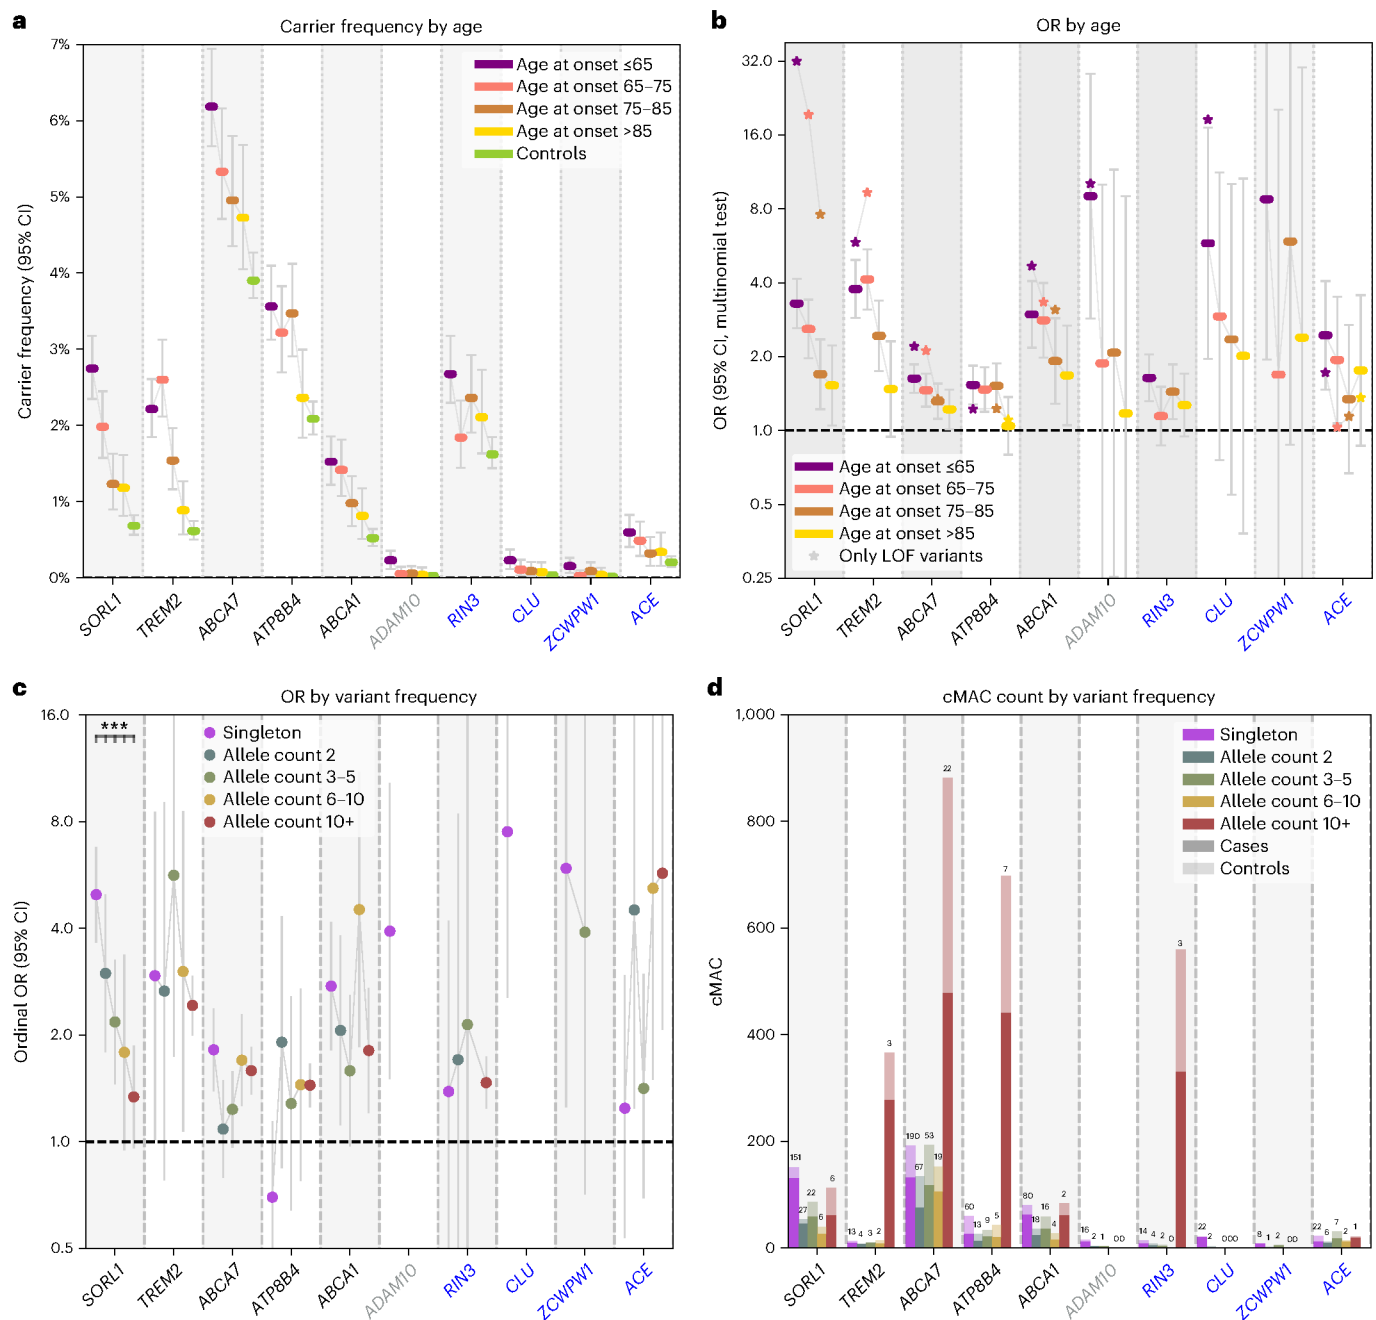 a
Carrier frequency by age
Carrier frequency (95% CI)
7%
6%
5%
4%
3%
2%
1%
0%
Age at onset ≤65
Age at onset 65–75
Age at onset 75–85
Age at onset >85
Controls
SORL1
TREM2
ABCA7
ATP8B4
ABCA1
ADAM10
RIN3
CLU
ZCWPW1
ACE
b
OR by age
OR (95% CI, multinomial test)
32.0
16.0
8.0
4.0
2.0
1.0
0.5
0.25
Age at onset ≤65
Age at onset 65–75
Age at onset 75–85
Age at onset >85
Only LOF variants
SORL1
TREM2
ABCA7
ATP8B4
ABCA1
ADAM10
RIN3
CLU
ZCWPW1
ACE
c
OR by variant frequency
Ordinal OR (95% CI)
16.0
8.0
4.0
2.0
1.0
0.5
***
Singleton
Allele count 2
Allele count 3–5
Allele count 6–10
Allele count 10+
SORL1
TREM2
ABCA7
ATP8B4
ABCA1
ADAM10
RIN3
CLU
ZCWPW1
ACE
d
cMAC count by variant frequency
cMAC
1,000
800
600
400
200
0
Singleton
Allele count 2
Allele count 3–5
Allele count 6–10
Allele count 10+
Cases
Controls
151 27 22 6 6
13 4 3 2 3
190 67 53 19 22
60 13 9 5 7
80 18 16 4 2
16 2 1 0 0
14 4 2 0 3
22 2 0 0 0
8 1 2 0 0
22 6 7 2 1
SORL1
TREM2
ABCA7
ATP8B4
ABCA1
ADAM10
RIN3
CLU
ZCWPW1
ACE